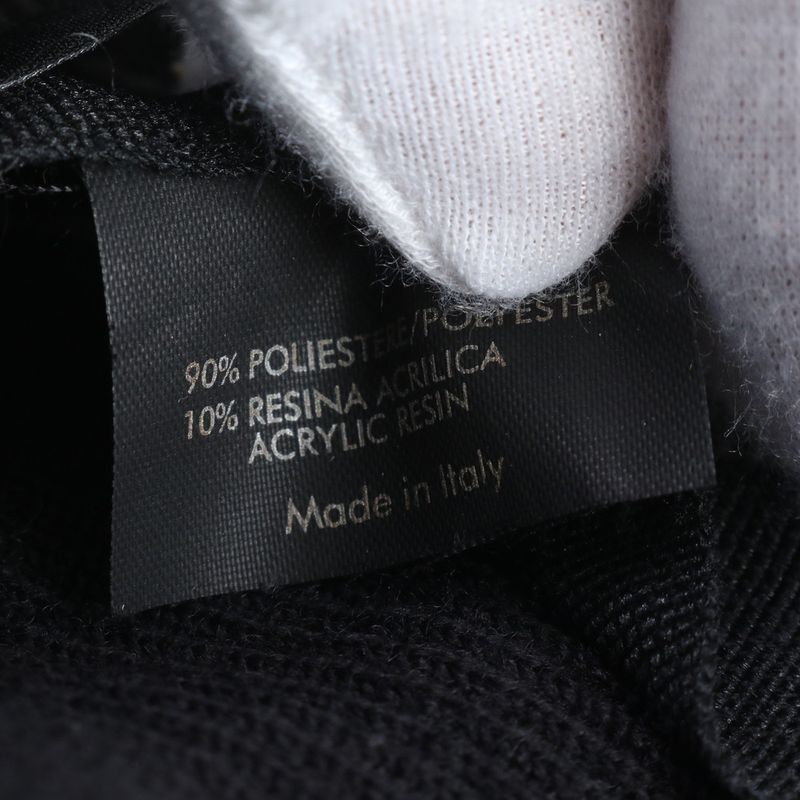 90% POLIESTERE/POLYESTER
10% RESINA ACRILICA
ACRYLIC RESIN
Made in Italy